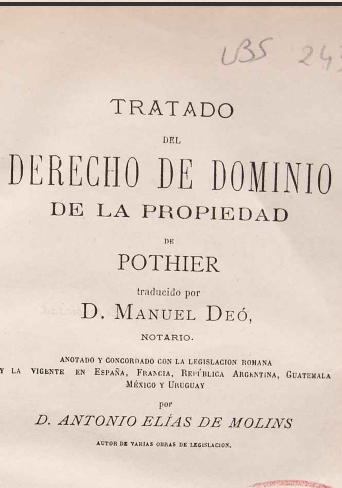 UBS 243
TRATADO
DEL
DERECHO DE DOMINIO
DE LA PROPIEDAD
DE
POTHIER
traducido por
D. MANUEL DEÓ,
NOTARIO.
ANOTADO Y CONCORDADO CON LA LEGISLACION ROMANA
Y LA VIGENTE EN ESPAÑA, FRANCIA, REPÚBLICA ARGENTINA, GUATEMALA
MÉXICO Y URUGUAY
por
D. ANTONIO ELÍAS DE MOLINS
AUTOR DE VARIAS OBRAS DE LEGISLACION.